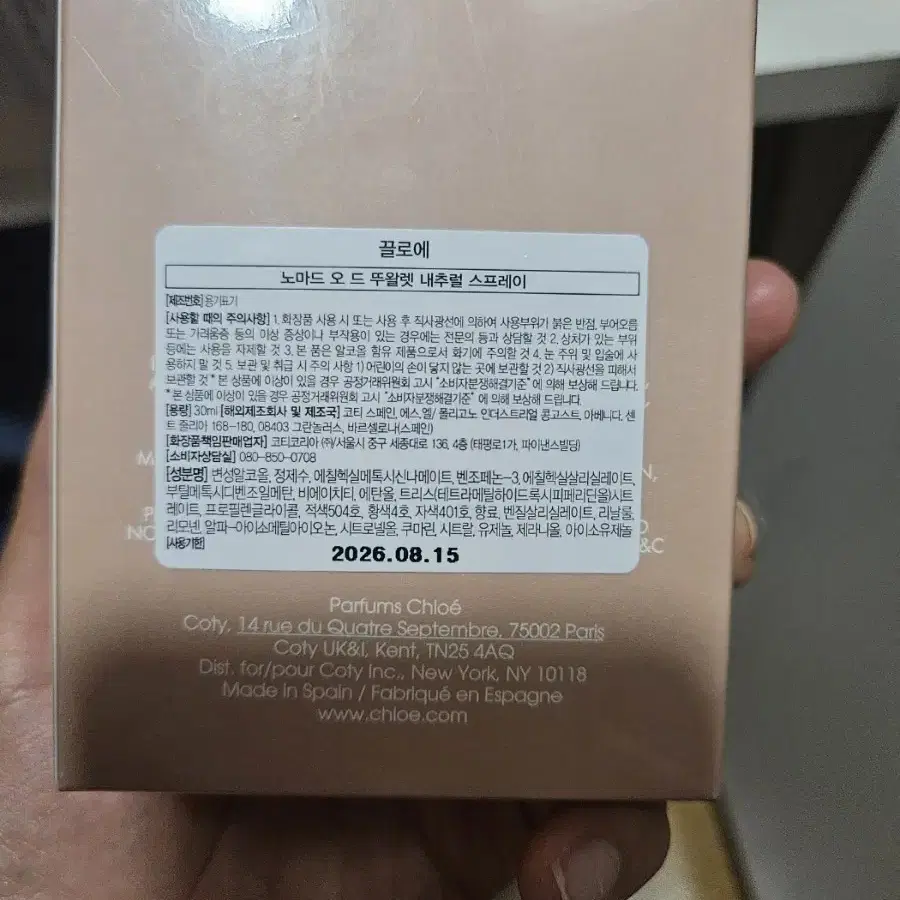 끌로에
노마드 오 드 뚜왈렛 내추럴 스프레이
[제조번호] 용기표기
[사용할 때의 주의사항] 1. 화장품 사용 시 또는 사용 후 직사광선에 의하여 사용부위가 붉은 반점, 부어오름
또는 가려움증 등의 이상 증상이나 부작용이 있는 경우에는 전문의 등과 상담할 것 2. 상처가 있는 부위
등에는 사용을 자제할 것 3. 본 품은 알코올 함유 제품으로서 화기에 주의할 것 4. 눈 주위 및 입술에 사
용하지 말 것 5. 보관 및 취급 시 주의 사항 1) 어린이의 손이 닿지 않는 곳에 보관할 것 2) 직사광선을 피해서
보관할 것 * 본 상품에 이상이 있을 경우 공정거래위원회 고시 "소비자분쟁해결기준" 에 의해 보상해 드립니다.
* 본 상품에 이상이 있을 경우 공정거래위원회 고시 "소비자분쟁해결기준" 에 의해 보상해 드립니다.
[용량] 30ml [해외제조회사 및 제조국] 코티 스페인, 에스.엘/ 폴리고노 인더스트리얼 콩고스트, 아베니다, 센
트 줄리아 168-180, 08403 그란놀러스, 바르셀로나(스페인)
[화장품책임판매업자] 코티코리아 (주)/서울시 중구 세종대로 136, 4층 (태평로1가, 파이낸스빌딩)
[소비자상담실] 080-850-0708
[성분명] 변성알코올, 정제수, 에칠헥실메톡시신나메이트, 벤조페논-3, 에칠헥실살리실레이트,
부틸메톡시디벤조일메탄, 비에이치티, 에탄올, 트리스(테트라메틸하이드록시피페리딘올)시트
레이트, 프로필렌글라이콜, 적색504호, 황색4호, 자색401호, 향료, 벤질살리실레이트, 리날룰,
리모넨, 알파-아이소메틸아이오논, 시트로넬올, 쿠마린, 시트랄, 유제놀, 제라니올, 아이소유제놀
[사용기한]
2026.08.15
Parfums Chloé
Coty, 14 rue du Quatre Septembre, 75002 Paris
Coty UK&I, Kent, TN25 4AQ
Dist. for/pour Coty Inc., New York, NY 10118
Made in Spain / Fabriqué en Espagne
www.chloe.com